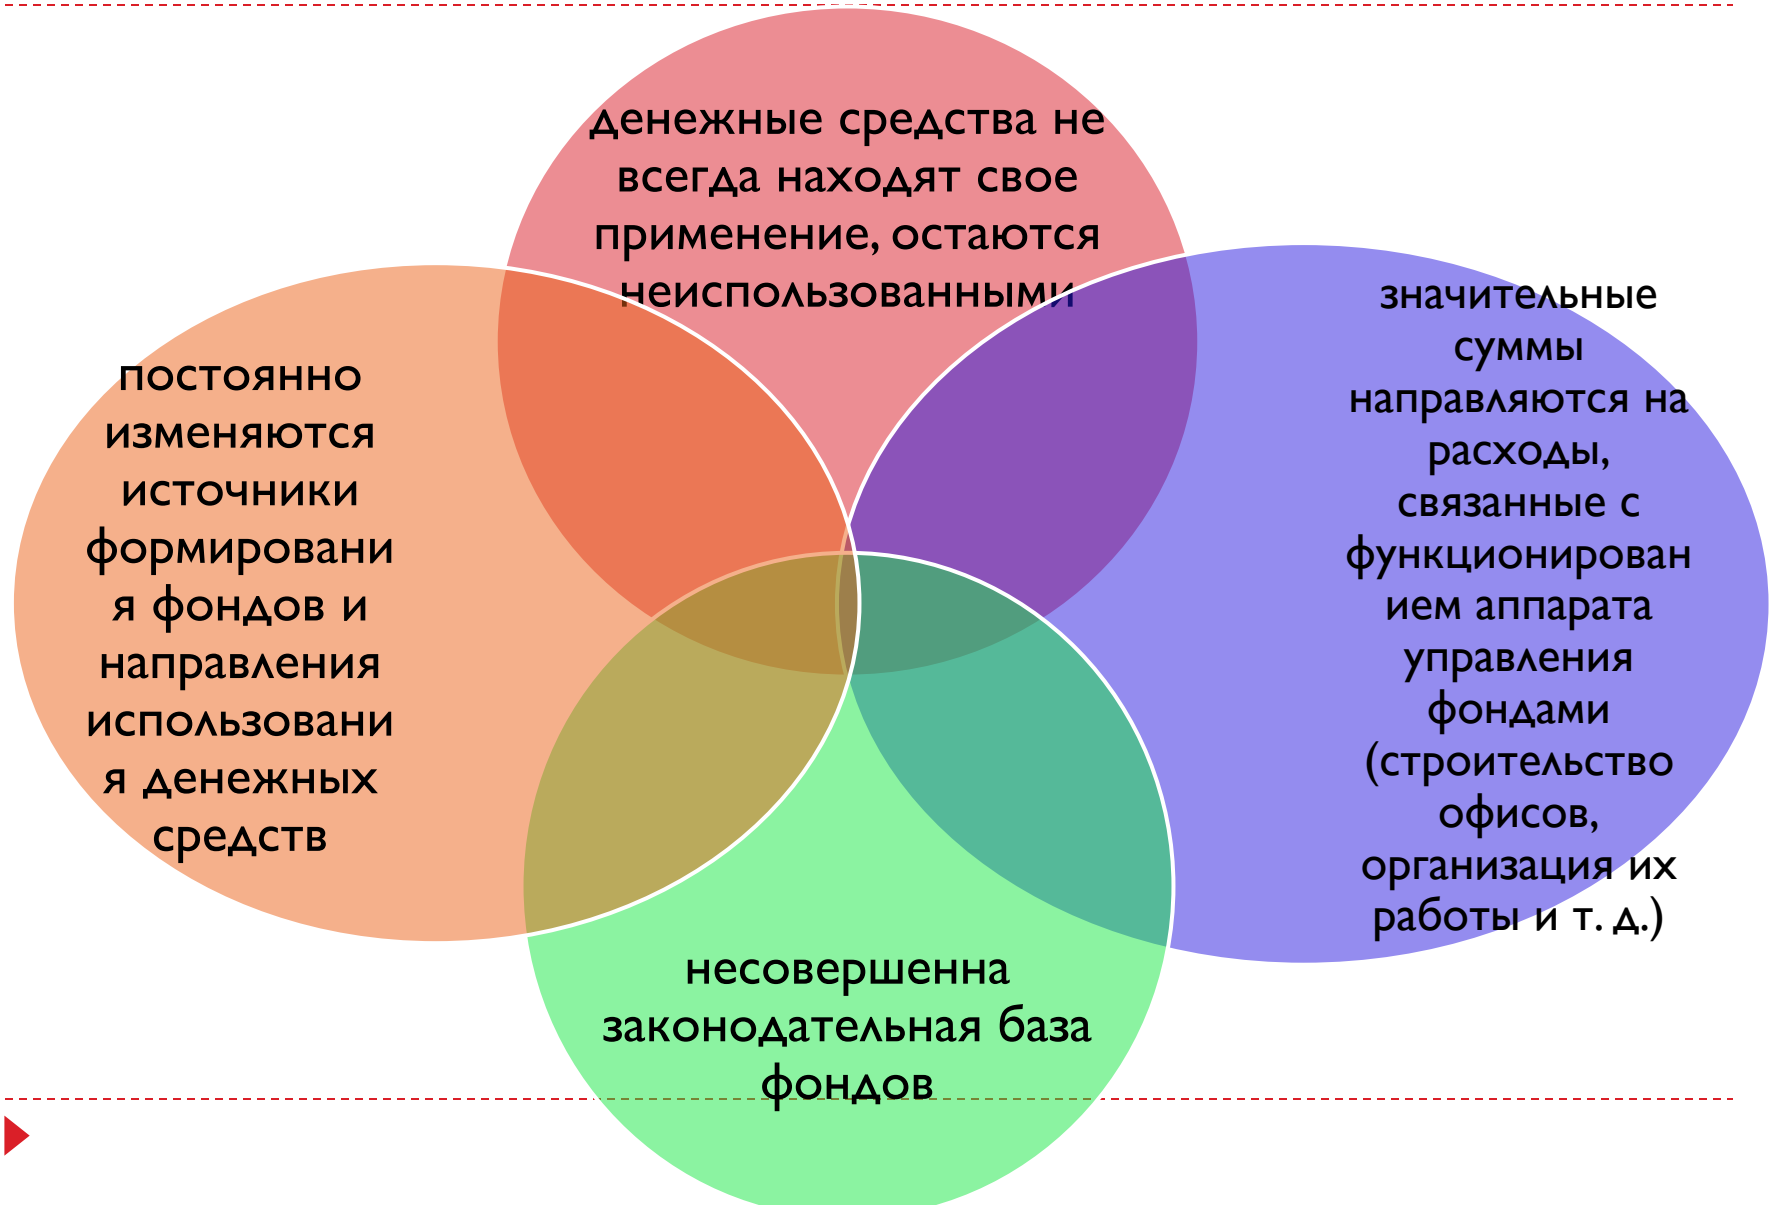 денежные средства не
всегда находят свое
применение, остаются
неиспользованными
постоянно
изменяются
источники
формировани
я фондов и
направления
использовани
я денежных
средств
значительные
суммы
направляются на
расходы,
связанные с
функционирован
ием аппарата
управления
фондами
(строительство
офисов,
организация их
работы и т. д.)
несовершенна
законодательная база
фондов